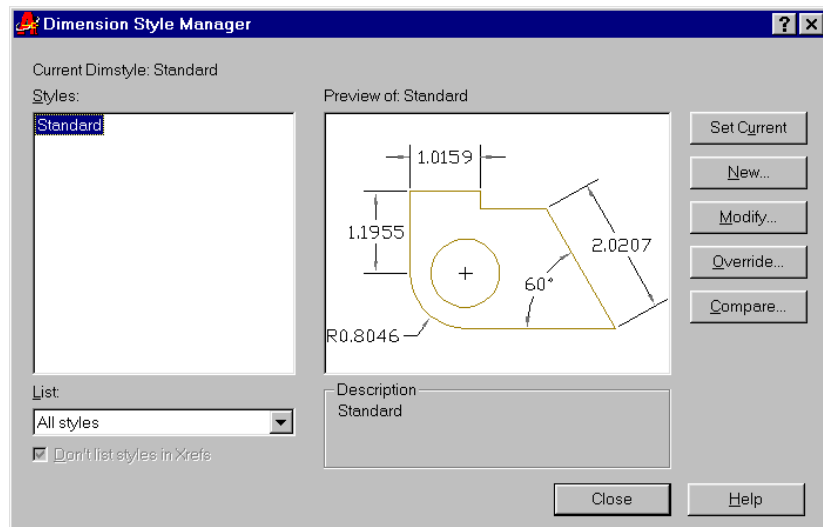 Dimension Style Manager
Current Dimstyle: Standard
Styles:
Standard
Preview of: Standard
1.0159
1.1955
2.0207
60°
R0.8046
Set Current
New...
Modify...
Override...
Compare...
List:
All styles
Don't list styles in Xrefs
Description
Standard
Close
Help